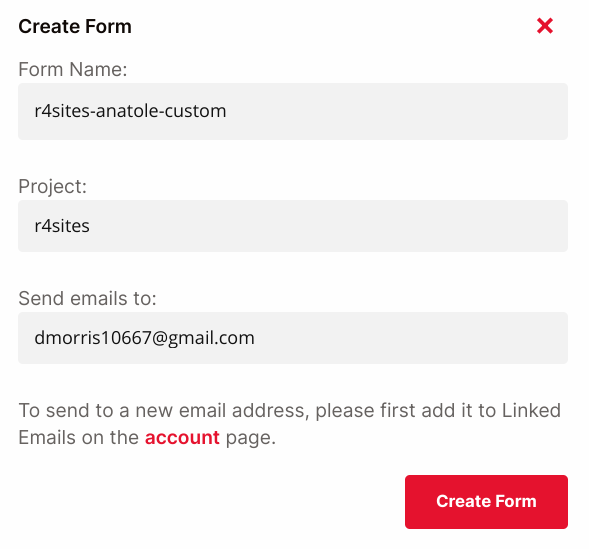 Create Form
Form Name:
r4sites-anatole-custom
Project:
r4sites
Send emails to:
dmorris10667@gmail.com
To send to a new email address, please first add it to Linked
Emails on the account page.
Create Form